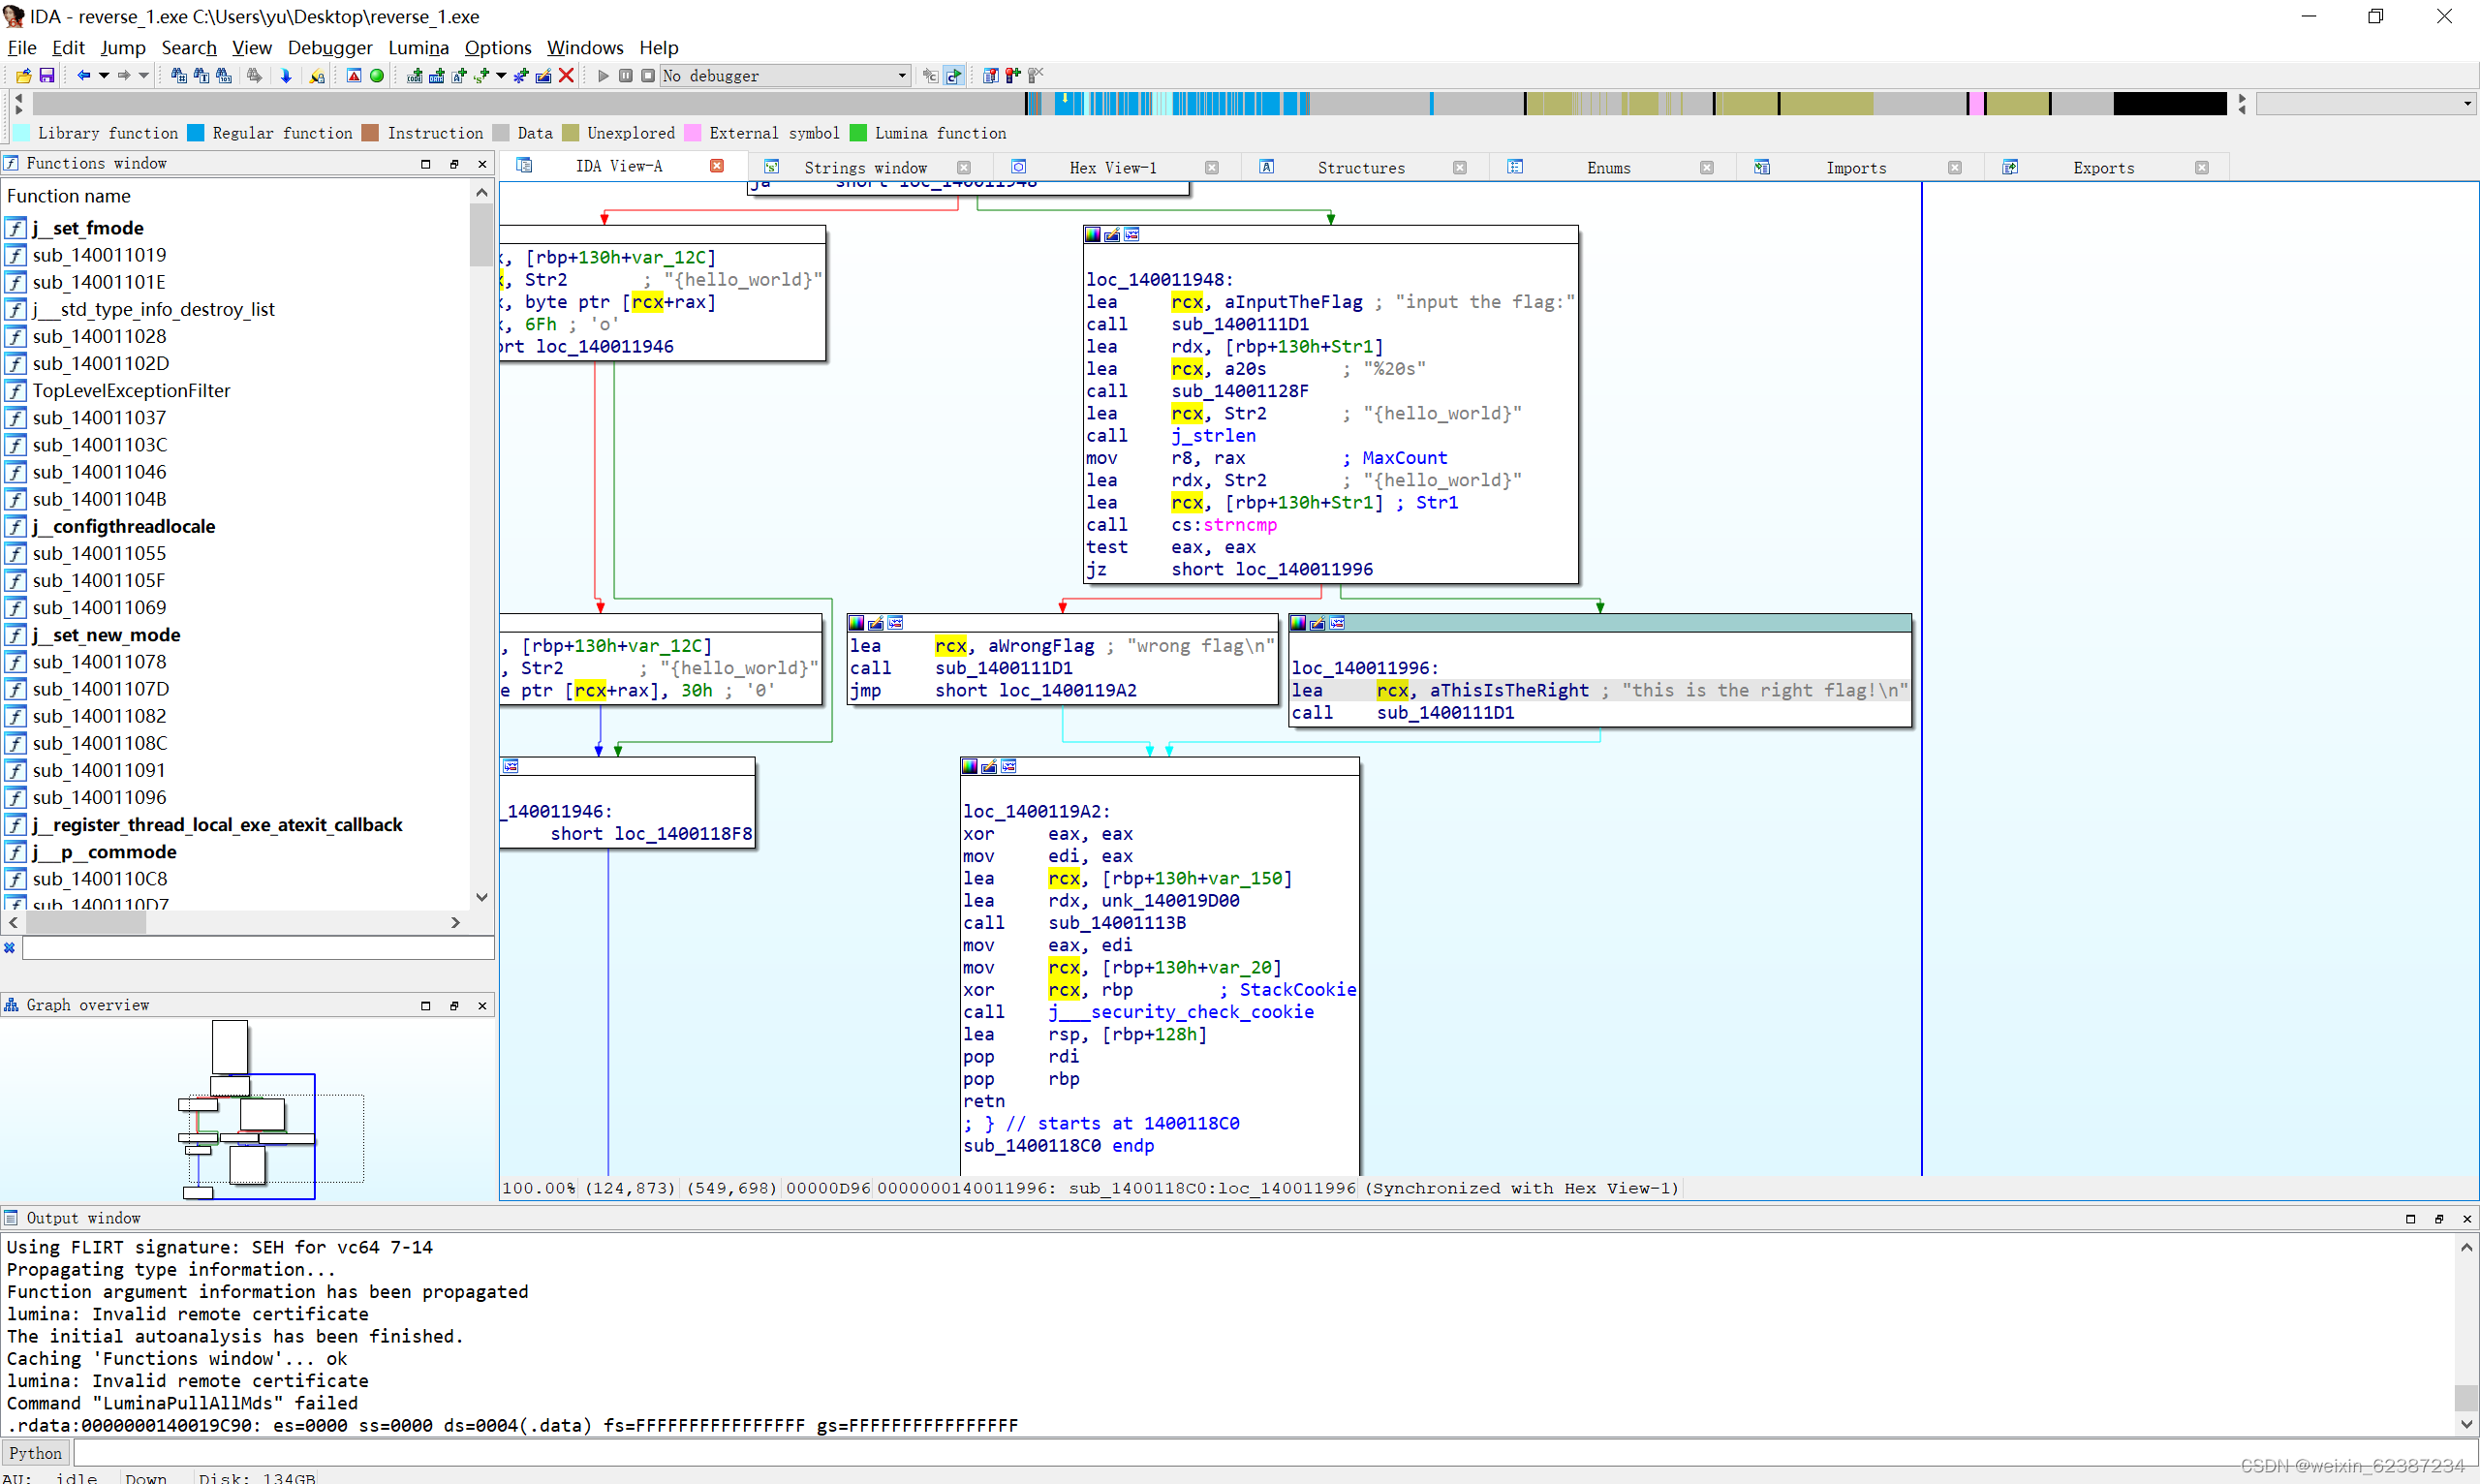 IDA - reverse_1.exe C:\Users\yu\Desktop\reverse_1.exe
File Edit Jump Search View Debugger Lumina Options Windows Help
No debugger
Library function Regular function Instruction Data Unexplored External symbol Lumina function
Functions window
IDA View-A Strings window Hex View-1 Structures Enums Imports Exports
Function name
j__set_fmode
sub_140011019
sub_14001101E
j___std_type_info_destroy_list
sub_140011028
sub_14001102D
TopLevelExceptionFilter
sub_140011037
sub_14001103C
sub_140011046
sub_14001104B
j__configthreadlocale
sub_140011055
sub_14001105F
sub_140011069
j__set_new_mode
sub_140011078
sub_14001107D
sub_140011082
sub_14001108C
sub_140011091
sub_140011096
j__register_thread_local_exe_atexit_callback
j___p__commode
sub_1400110C8
sub_1400110D7
Graph overview
ja short loc_140011948
, [rbp+130h+var_12C]
, Str2 ; "{hello_world}"
, byte ptr [rcx+rax]
, 6Fh ; 'o'
ort loc_140011946
loc_140011948:
lea rcx, aInputTheFlag ; "input the flag:"
call sub_1400111D1
lea rdx, [rbp+130h+Str1]
lea rcx, a20s ; "%20s"
call sub_14001128F
lea rcx, Str2 ; "{hello_world}"
call j_strlen
mov r8, rax ; MaxCount
lea rdx, Str2 ; "{hello_world}"
lea rcx, [rbp+130h+Str1] ; Str1
call cs:strncmp
test eax, eax
jz short loc_140011996
, [rbp+130h+var_12C]
, Str2 ; "{hello_world}"
e ptr [rcx+rax], 30h ; '0'
lea rcx, aWrongFlag ; "wrong flag\n"
call sub_1400111D1
jmp short loc_1400119A2
loc_140011996:
lea rcx, aThisIsTheRight ; "this is the right flag!\n"
call sub_1400111D1
_140011946:
short loc_1400118F8
loc_1400119A2:
xor eax, eax
mov edi, eax
lea rcx, [rbp+130h+var_150]
lea rdx, unk_140019D00
call sub_14001113B
mov eax, edi
mov rcx, [rbp+130h+var_20]
xor rcx, rbp ; StackCookie
call j___security_check_cookie
lea rsp, [rbp+128h]
pop rdi
pop rbp
retn
; } // starts at 1400118C0
sub_1400118C0 endp
100.00% (124,873) (549,698) 00000D96 0000000140011996: sub_1400118C0:loc_140011996 (Synchronized with Hex View-1)
Output window
Using FLIRT signature: SEH for vc64 7-14
Propagating type information...
Function argument information has been propagated
lumina: Invalid remote certificate
The initial autoanalysis has been finished.
Caching 'Functions window'... ok
lumina: Invalid remote certificate
Command "LuminaPullAllMds" failed
.rdata:0000000140019C90: es=0000 ss=0000 ds=0004(.data) fs=FFFFFFFFFFFFFFFF gs=FFFFFFFFFFFFFFFF
Python
AU: idle Down Disk: 134GB
CSDN @weixin_62387234